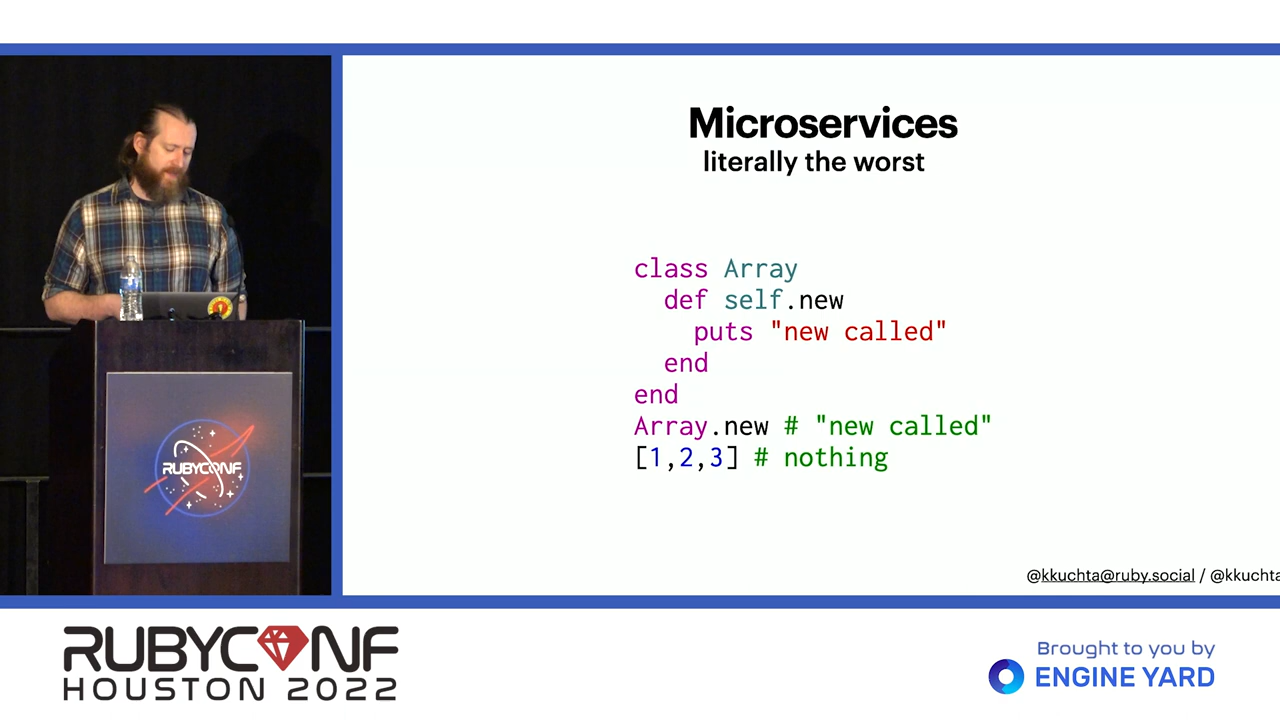 Microservices
literally the worst
class Array
  def self.new
    puts "new called"
  end
end
Array.new # "new called"
[1,2,3] # nothing
@kkuchta@ruby.social / @kkuchta
RUBYCONF
RUBYCONF
HOUSTON 2022
Brought to you by
ENGINE YARD